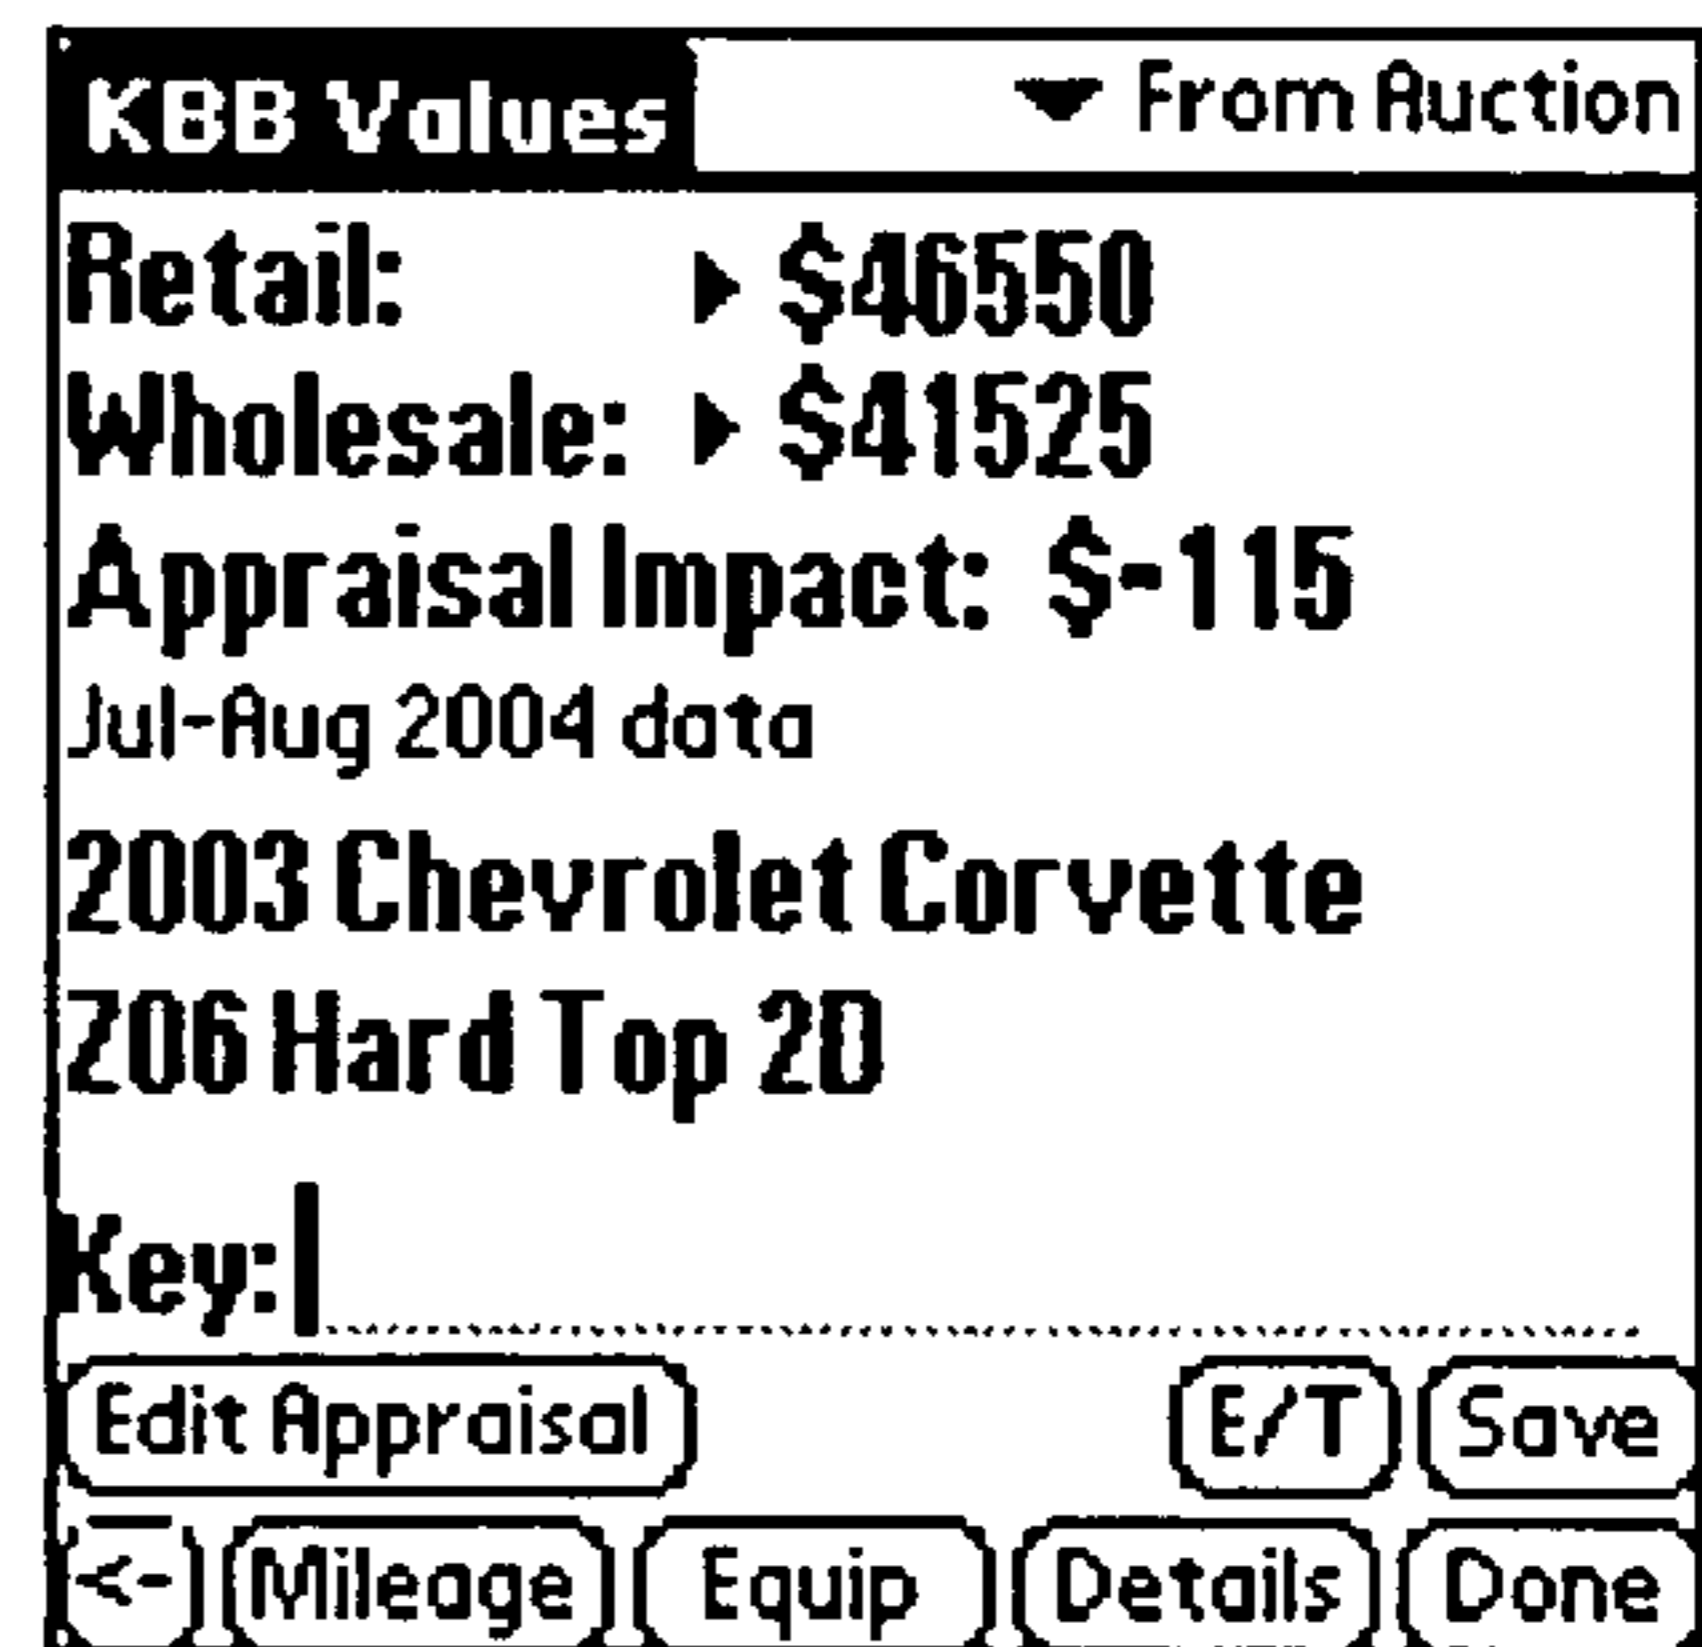 KBB Values
From Auction
Retail: $46550
Wholesale: $41525
Appraisal Impact: $-115
Jul-Aug 2004 data
2003 Chevrolet Corvette
Z06 Hard Top 2D
Key:
Edit Appraisal E/T Save
<- Mileage Equip Details Done